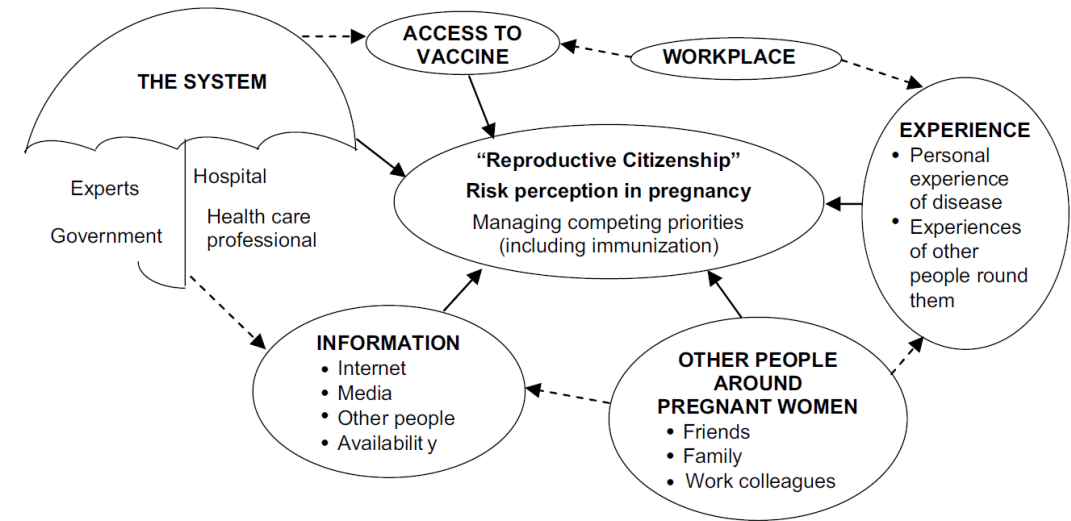 THE SYSTEM
Experts
Government
Hospital
Health care
professional
ACCESS TO
VACCINE
WORKPLACE
“Reproductive Citizenship”
Risk perception in pregnancy
Managing competing priorities
(including immunization)
EXPERIENCE
• Personal
experience
of disease
• Experiences
of other
people round
them
INFORMATION
• Internet
• Media
• Other people
• Availability
OTHER PEOPLE
AROUND
PREGNANT WOMEN
• Friends
• Family
• Work colleagues